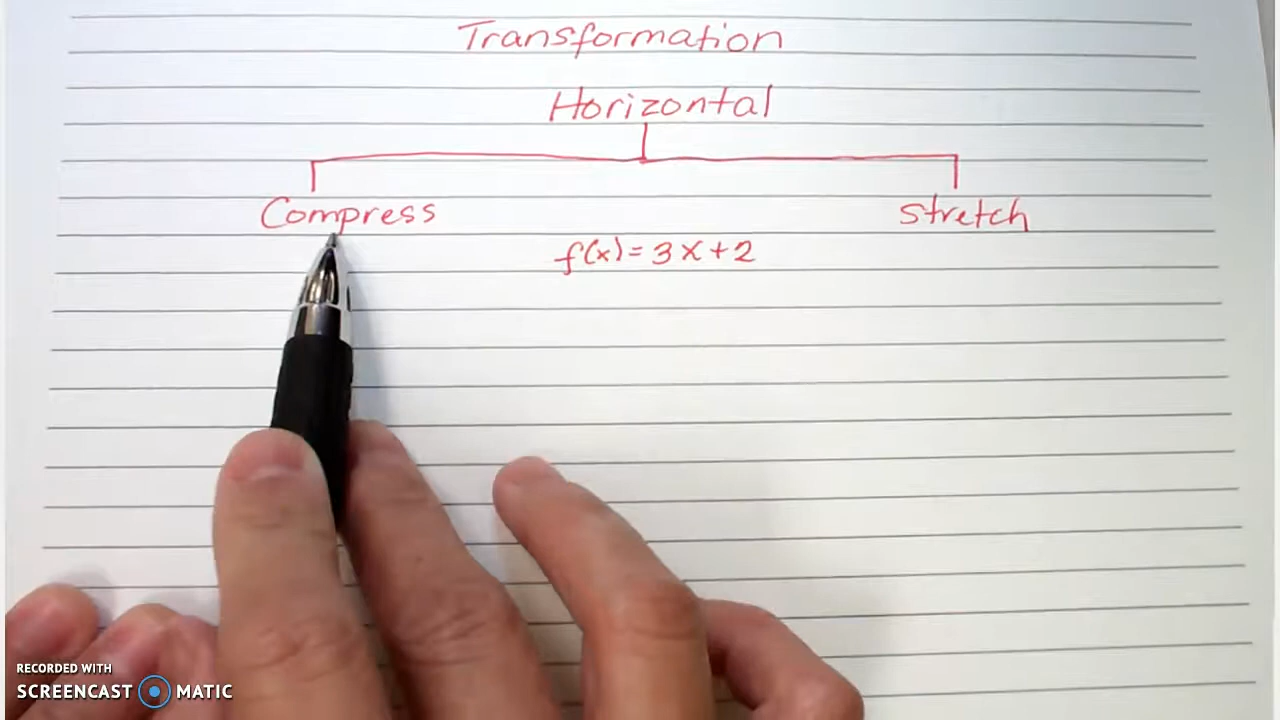 Transformation
Horizontal
Compress Stretch
f(x) = 3x+2
RECORDED WITH
SCREENCAST MATIC